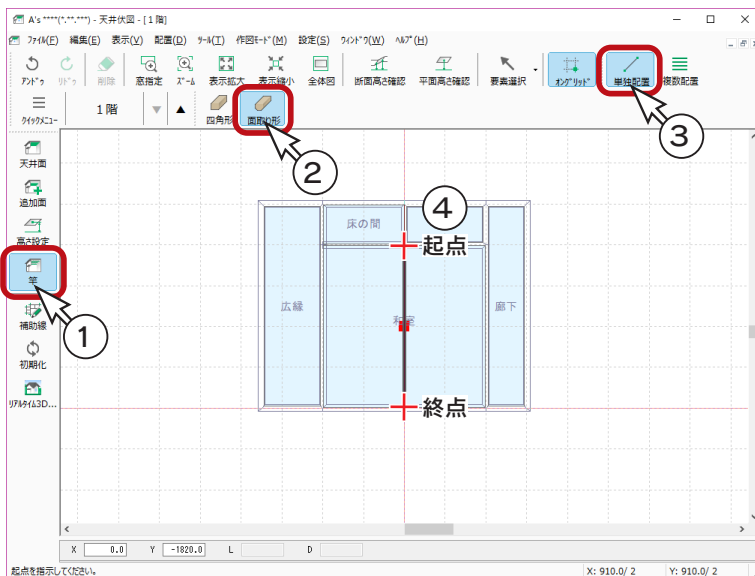 A's ****(*.**.***) - 天井伏図 - [1 階]
ファイル(F) 編集(E) 表示(V) 配置(D) ツール(T) 作図モード(M) 設定(S) ウィンドウ(W) ヘルプ(H)
アンドゥ リドゥ 削除 窓指定 ズーム 表示拡大 表示縮小 全体図 断面高さ確認 平面高さ確認 要素選択 オングリッド 単独配置 複数配置
クイックメニュー 1 階 四角形 面取り形
③
②
天井面
追加面
高さ設定
竿
補助線
初期化
リアルタイム3D...
①
④
床の間
起点
広縁
和室
廊下
終点
X 0.0 Y -1820.0 L D
起点を指示してください。 X: 910.0/ 2 Y: 910.0/ 2